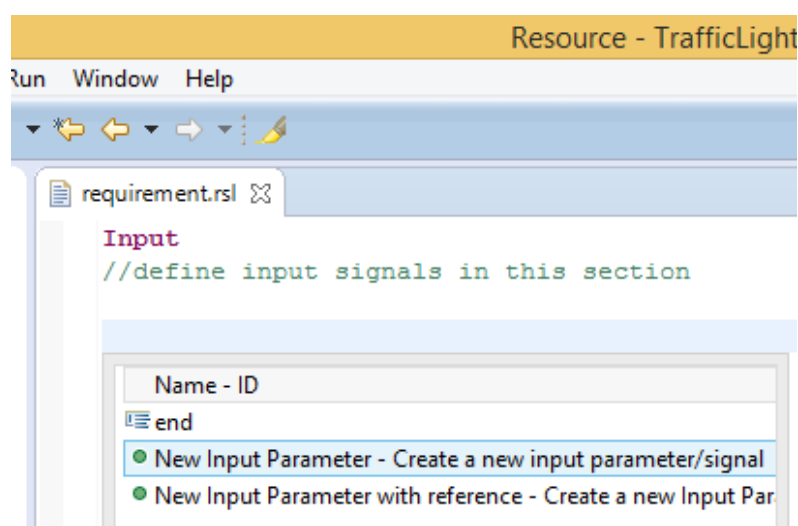 Resource - TrafficLight
Run Window Help
requirement.rsl
Input
//define input signals in this section
Name - ID
end
New Input Parameter - Create a new input parameter/signal
New Input Parameter with reference - Create a new Input Par